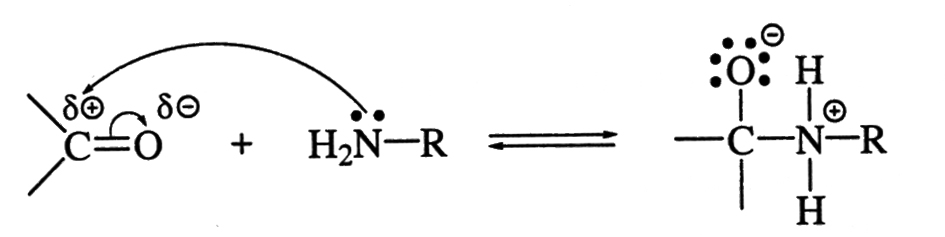 δ⊕ δ⊖
C=O + H₂N̈—R ⇌ —C—N—R
:Ö: ⊖ H ⊕
H